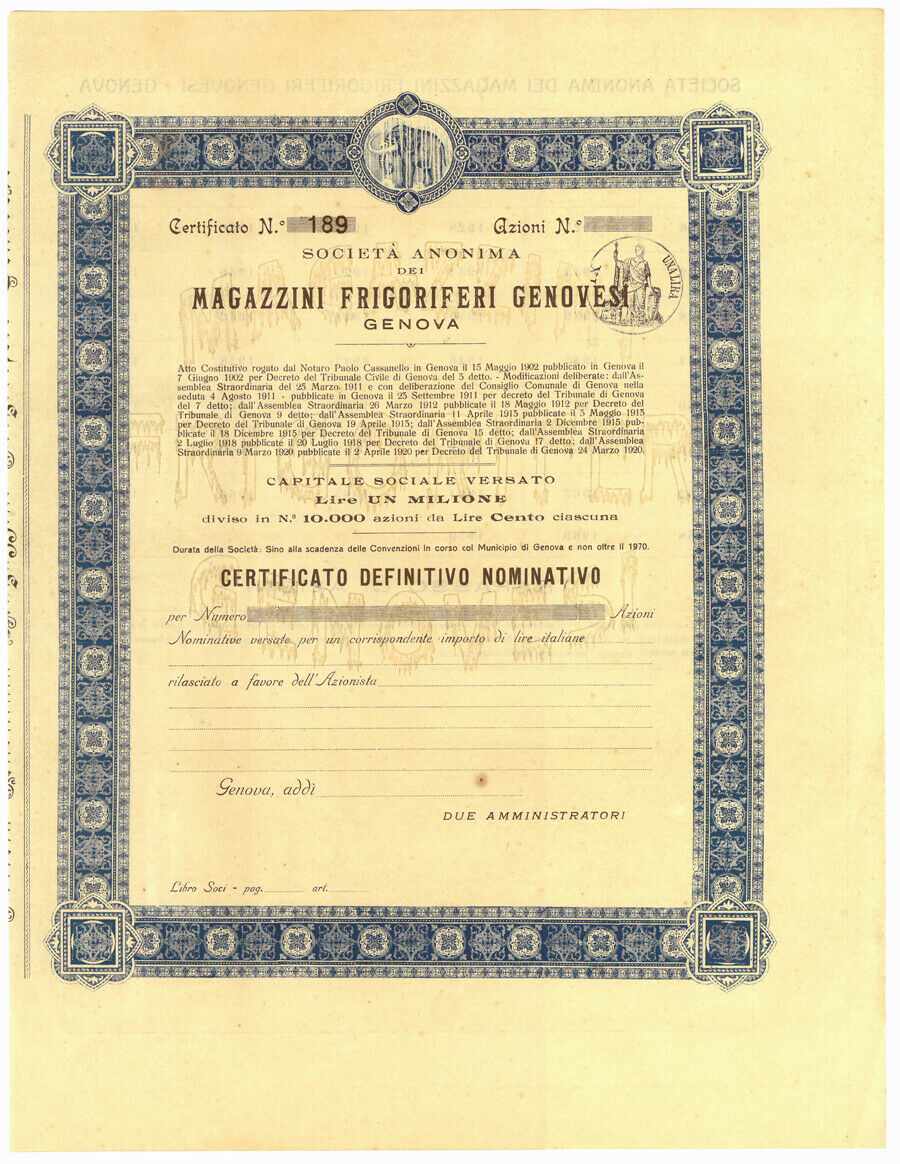 SOCIETÀ ANONIMA DEI MAGAZZINI FRIGORIFERI GENOVESI - GENOVA
Certificato N.º 189 Azioni N.º
SOCIETÀ ANONIMA
DEI
MAGAZZINI FRIGORIFERI GENOVESI
GENOVA
UNA LIRA
Atto Costitutivo rogato dal Notaro Paolo Cassanello in Genova il 15 Maggio 1902 pubblicato in Genova il
7 Giugno 1902 per Decreto del Tribunale Civile di Genova del 3 detto. - Modificazioni deliberate: dall'As-
semblea Straordinaria del 25 Marzo 1911 e con deliberazione del Consiglio Comunale di Genova nella
seduta 4 Agosto 1911 - pubblicate in Genova il 23 Settembre 1911 per decreto del Tribunale di Genova
del 7 detto; dall'Assemblea Straordinaria 26 Marzo 1912 pubblicate il 18 Maggio 1912 per Decreto del
Tribunale di Genova 9 detto; dall'Assemblea Straordinaria 11 Aprile 1913 pubblicate il 3 Maggio 1913
per Decreto del Tribunale di Genova 19 Aprile 1913; dall'Assemblea Straordinaria 2 Dicembre 1915 pub-
blicate il 18 Dicembre 1915 per Decreto del Tribunale di Genova 15 detto; dall'Assemblea Straordinaria
2 Luglio 1918 pubblicate il 20 Luglio 1918 per Decreto del Tribunale di Genova 17 detto; dall'Assemblea
Straordinaria 9 Marzo 1920 pubblicate il 2 Aprile 1920 per Decreto del Tribunale di Genova 24 Marzo 1920.
CAPITALE SOCIALE VERSATO
Lire UN MILIONE
diviso in N.º 10.000 azioni da Lire Cento ciascuna
Durata della Società: Sino alla scadenza delle Convenzioni in corso col Municipio di Genova e non oltre il 1970.
CERTIFICATO DEFINITIVO NOMINATIVO
per Numero Azioni
Nominative versate per un corrispondente importo di lire italiane
rilasciato a favore dell'Azionista
Genova, addì
DUE AMMINISTRATORI
Libro Soci - pag. art.